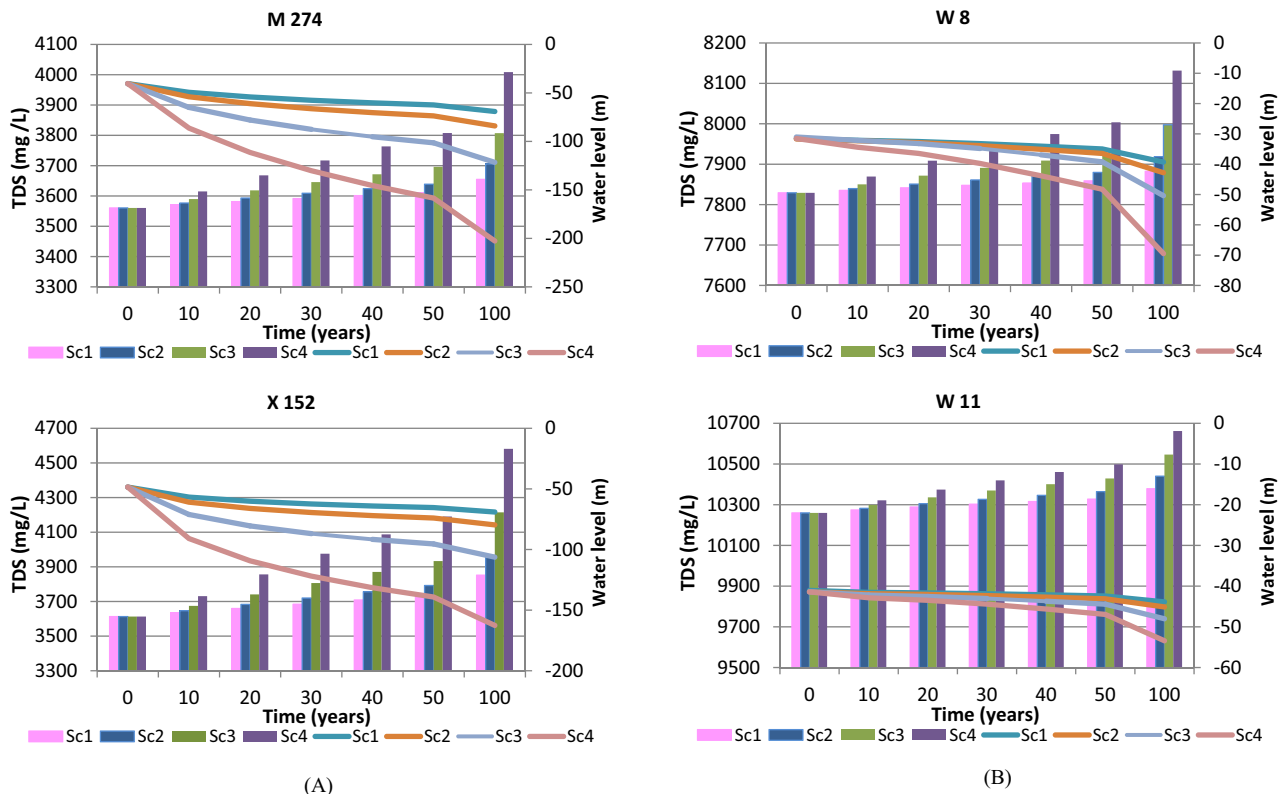 M 274
4100
4000
3900
3800
3700
3600
3500
3400
3300
TDS (mg /L)
0
-50
-100
-150
-200
-250
Water level (m)
0 10 20 30 40 50 100
Time (years)
Sc1 Sc2 Sc3 Sc4 Sc1 Sc2 Sc3 Sc4
W 8
8200
8100
8000
7900
7800
7700
7600
TDS (mg/L)
0
-10
-20
-30
-40
-50
-60
-70
-80
Water level (m)
0 10 20 30 40 50 100
Time (years)
Sc1 Sc2 Sc3 Sc4 Sc1 Sc2 Sc3 Sc4
X 152
4700
4500
4300
4100
3900
3700
3500
3300
TDS (mg/L)
0
-50
-100
-150
-200
Water level (m)
0 10 20 30 40 50 100
Time (years)
Sc1 Sc2 Sc3 Sc4 Sc1 Sc2 Sc3 Sc4
(A)
W 11
10700
10500
10300
10100
9900
9700
9500
TDS (mg/L)
0
-10
-20
-30
-40
-50
-60
Water level (m)
0 10 20 30 40 50 100
Time (years)
Sc1 Sc2 Sc3 Sc4 Sc1 Sc2 Sc3 Sc4
(B)